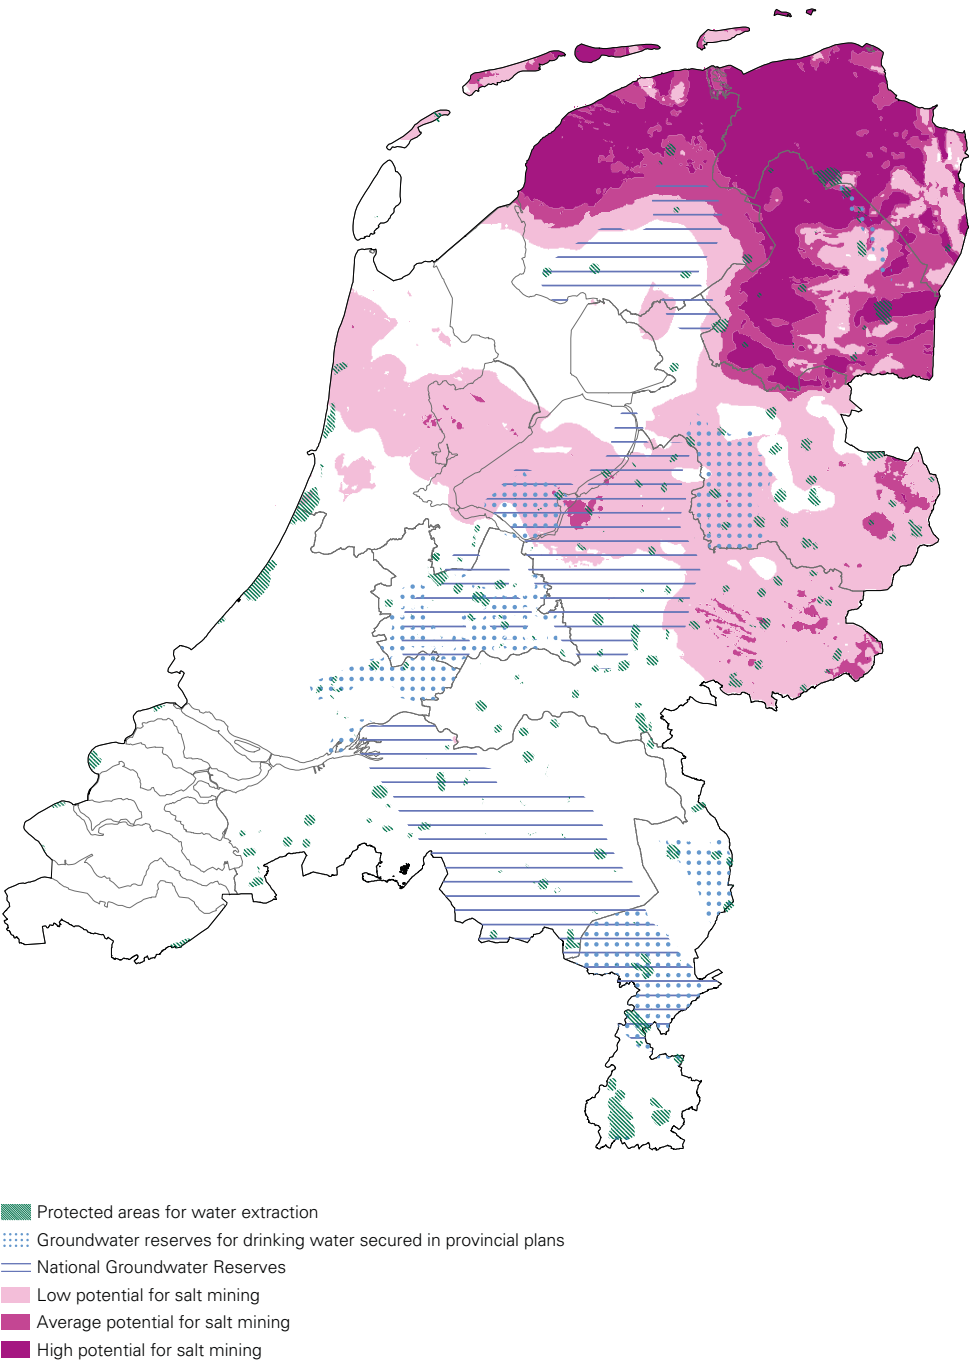 Protected areas for water extraction
Groundwater reserves for drinking water secured in provincial plans
National Groundwater Reserves
Low potential for salt mining
Average potential for salt mining
High potential for salt mining